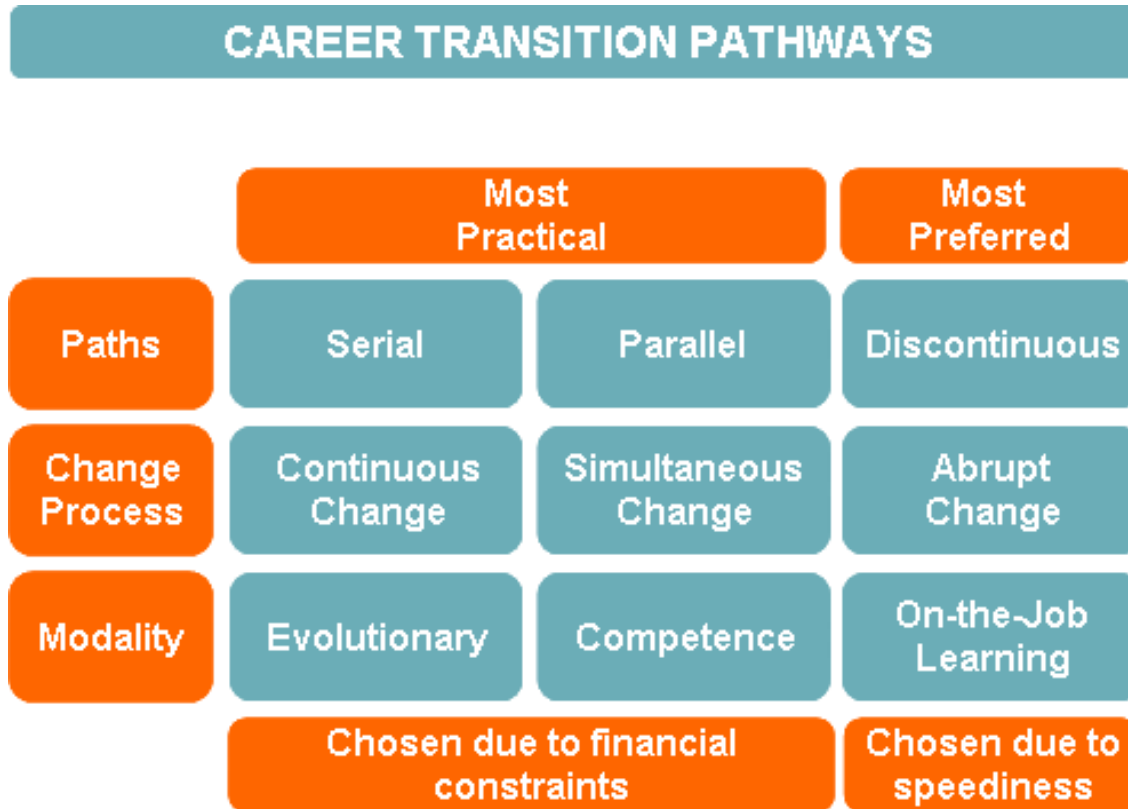 CAREER TRANSITION PATHWAYS
Most
Practical
Most
Preferred
Paths
Serial
Parallel
Discontinuous
Change
Process
Continuous
Change
Simultaneous
Change
Abrupt
Change
Modality
Evolutionary
Competence
On-the-Job
Learning
Chosen due to financial
constraints
Chosen due to
speediness